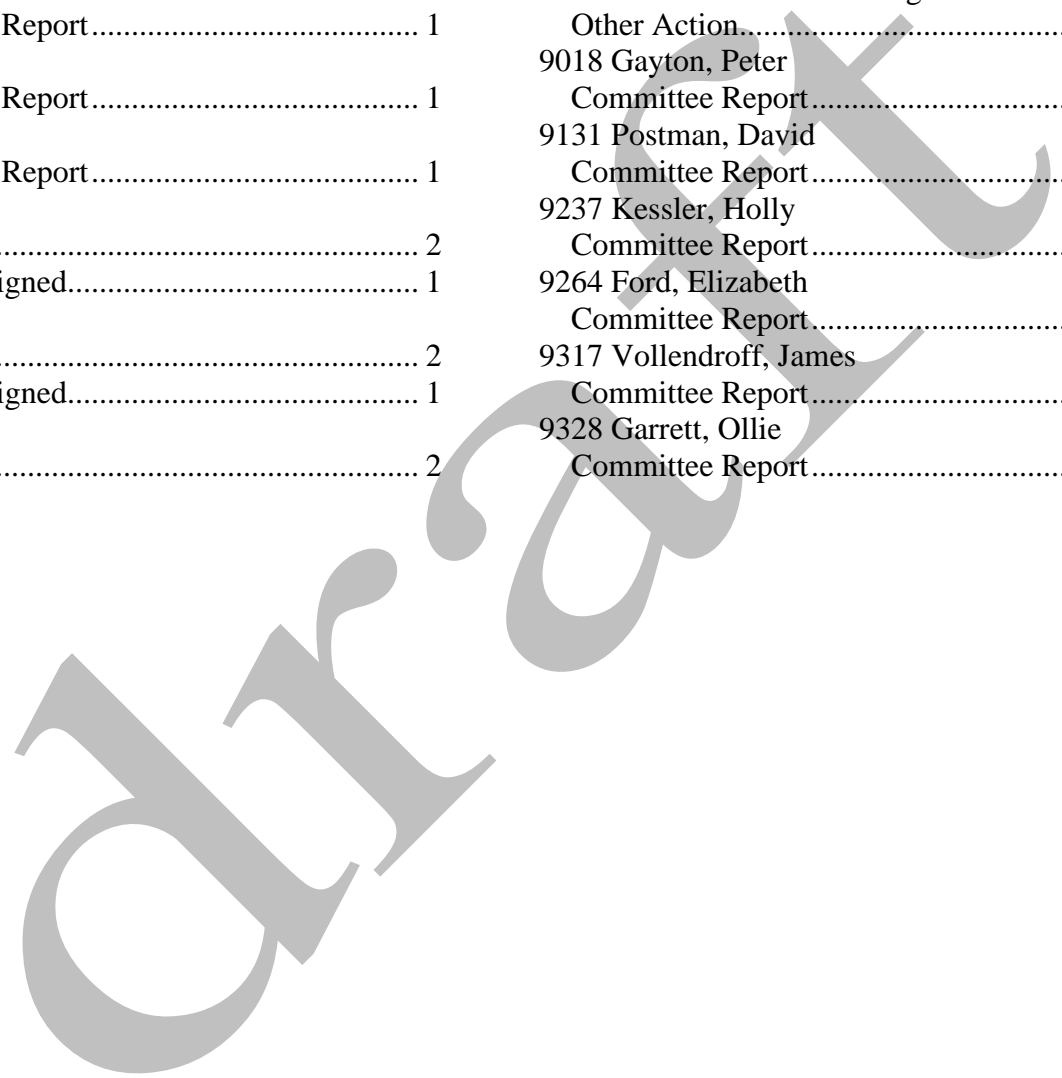 Report ........................................ 1
Report ........................................ 1
Report ........................................ 1
........................................ 2
igned ........................................ 1
........................................ 2
igned ........................................ 1
........................................ 2
Other Action ........................................
9018 Gayton, Peter
Committee Report ........................................
9131 Postman, David
Committee Report ........................................
9237 Kessler, Holly
Committee Report ........................................
9264 Ford, Elizabeth
Committee Report ........................................
9317 Vollendroff, James
Committee Report ........................................
9328 Garrett, Ollie
Committee Report ........................................
draft